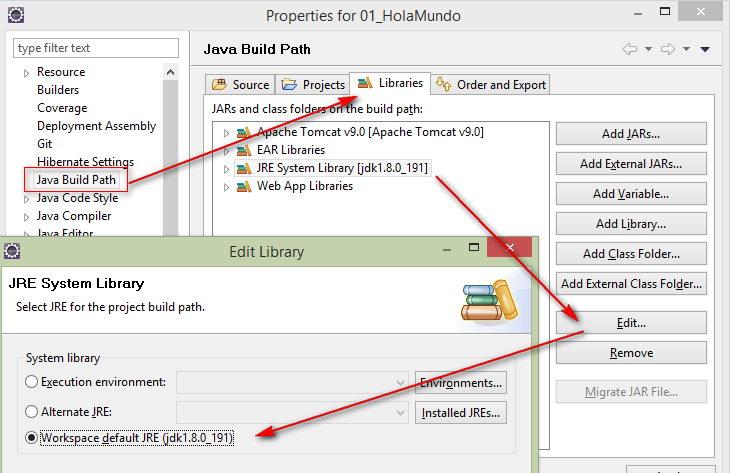 Properties for 01_HolaMundo
type filter text
Resource
Builders
Coverage
Deployment Assembly
Git
Hibernate Settings
Java Build Path
Java Code Style
Java Compiler
Java Editor
Java Build Path
Source
Projects
Libraries
Order and Export
JARs and class folders on the build path:
Apache Tomcat v9.0 [Apache Tomcat v9.0]
EAR Libraries
JRE System Library [jdk1.8.0_191]
Web App Libraries
Add JARs...
Add External JARs...
Add Variable...
Add Library...
Add Class Folder...
Add External Class Folder...
Edit...
Remove
Migrate JAR File...
Edit Library
JRE System Library
Select JRE for the project build path.
System library
Execution environment:
Environments...
Alternate JRE:
Installed JREs...
Workspace default JRE (jdk1.8.0_191)